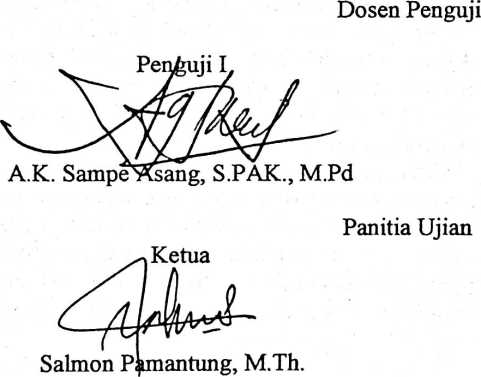 Dosen Penguji
Penguji I
A.K. Sampe Asang, S.PAK., M.Pd
Panitia Ujian
Ketua
Salmon Pamantung, M.Th.